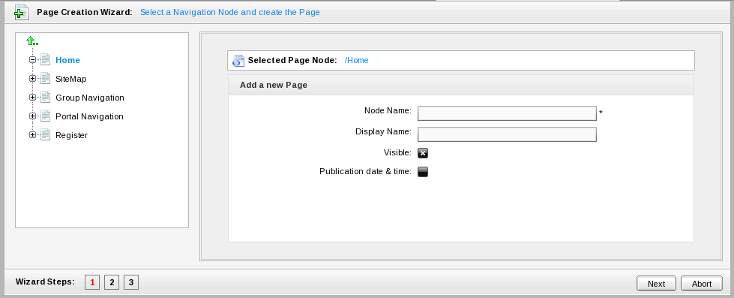 Page Creation Wizard: Select a Navigation Node and create the Page
Home
SiteMap
Group Navigation
Portal Navigation
Register
Selected Page Node: /Home
Add a new Page
Node Name: *
Display Name:
Visible:
Publication date & time:
Wizard Steps: 1 2 3
Next Abort